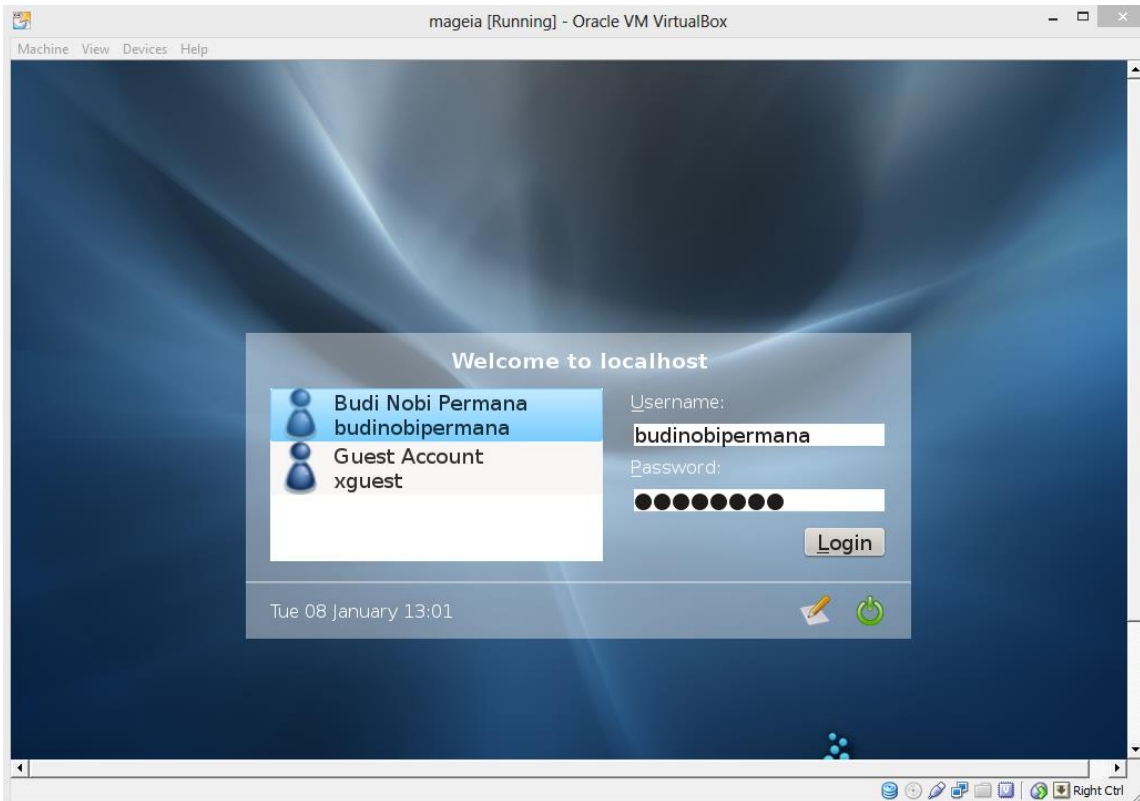 mageia [Running] - Oracle VM VirtualBox
Machine View Devices Help
Welcome to localhost
Budi Nobi Permana
budinobipermana
Guest Account
xguest
Username:
budinobipermana
Password:
Login
Tue 08 January 13:01
Right Ctrl